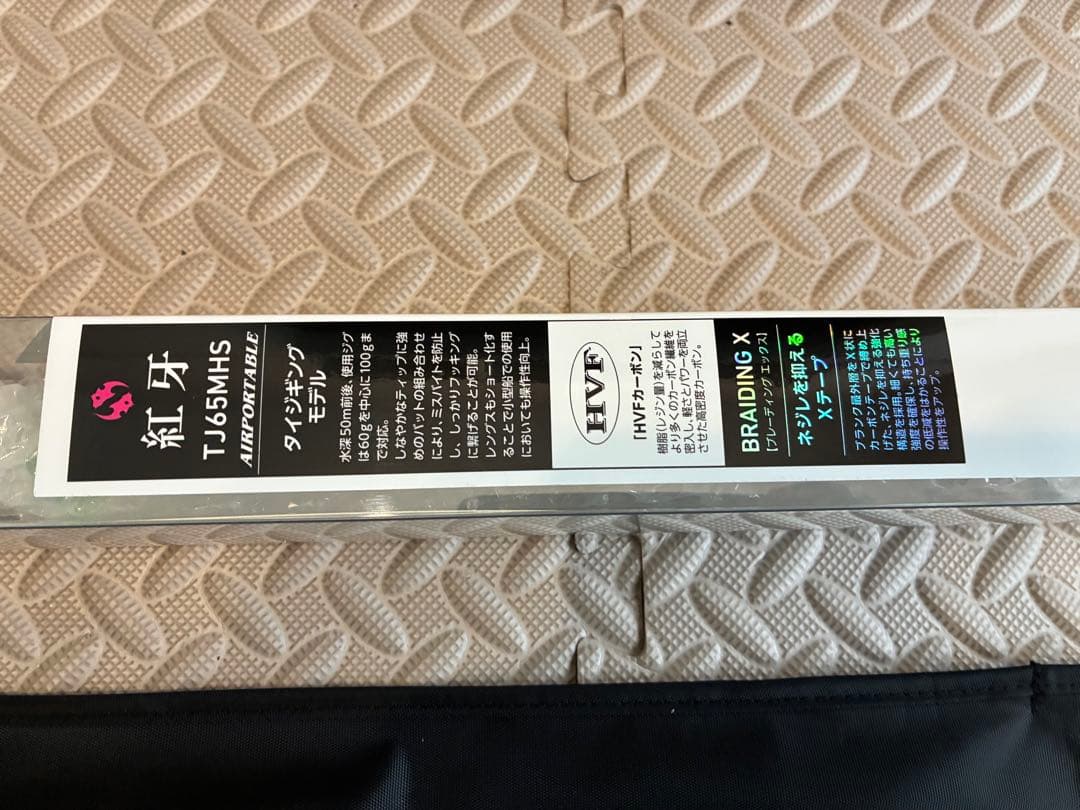 紅牙
TJ65MHS
AIRPORTABLE
タイジギング
モデル
水深50m前後、使用ジグ
は60gを中心に100gま
で対応。
しなやかなティップに強
めのバットの組み合わせ
により、ミスバイトを防止
し、しっかりフッキング
に繋げることが可能。
レングスもショート化す
ることで小型船での使用
においても操作性向上。
HVF
「HVFカーボン」
樹脂(レジン量)を減らして
より多くのカーボン繊維を
密入し、軽さとパワーを両立
させた高密度カーボン。
BRAIDING X
[ブレーディング エックス]
ネジレを抑える
Xテープ
ブランク最外層をX状に
カーボンテープで締め上
げた、ネジレを抑える強化
構造を採用。細くても高い
強度を確保し、持ち重り感
の低減をはかることにより
操作性をアップ。